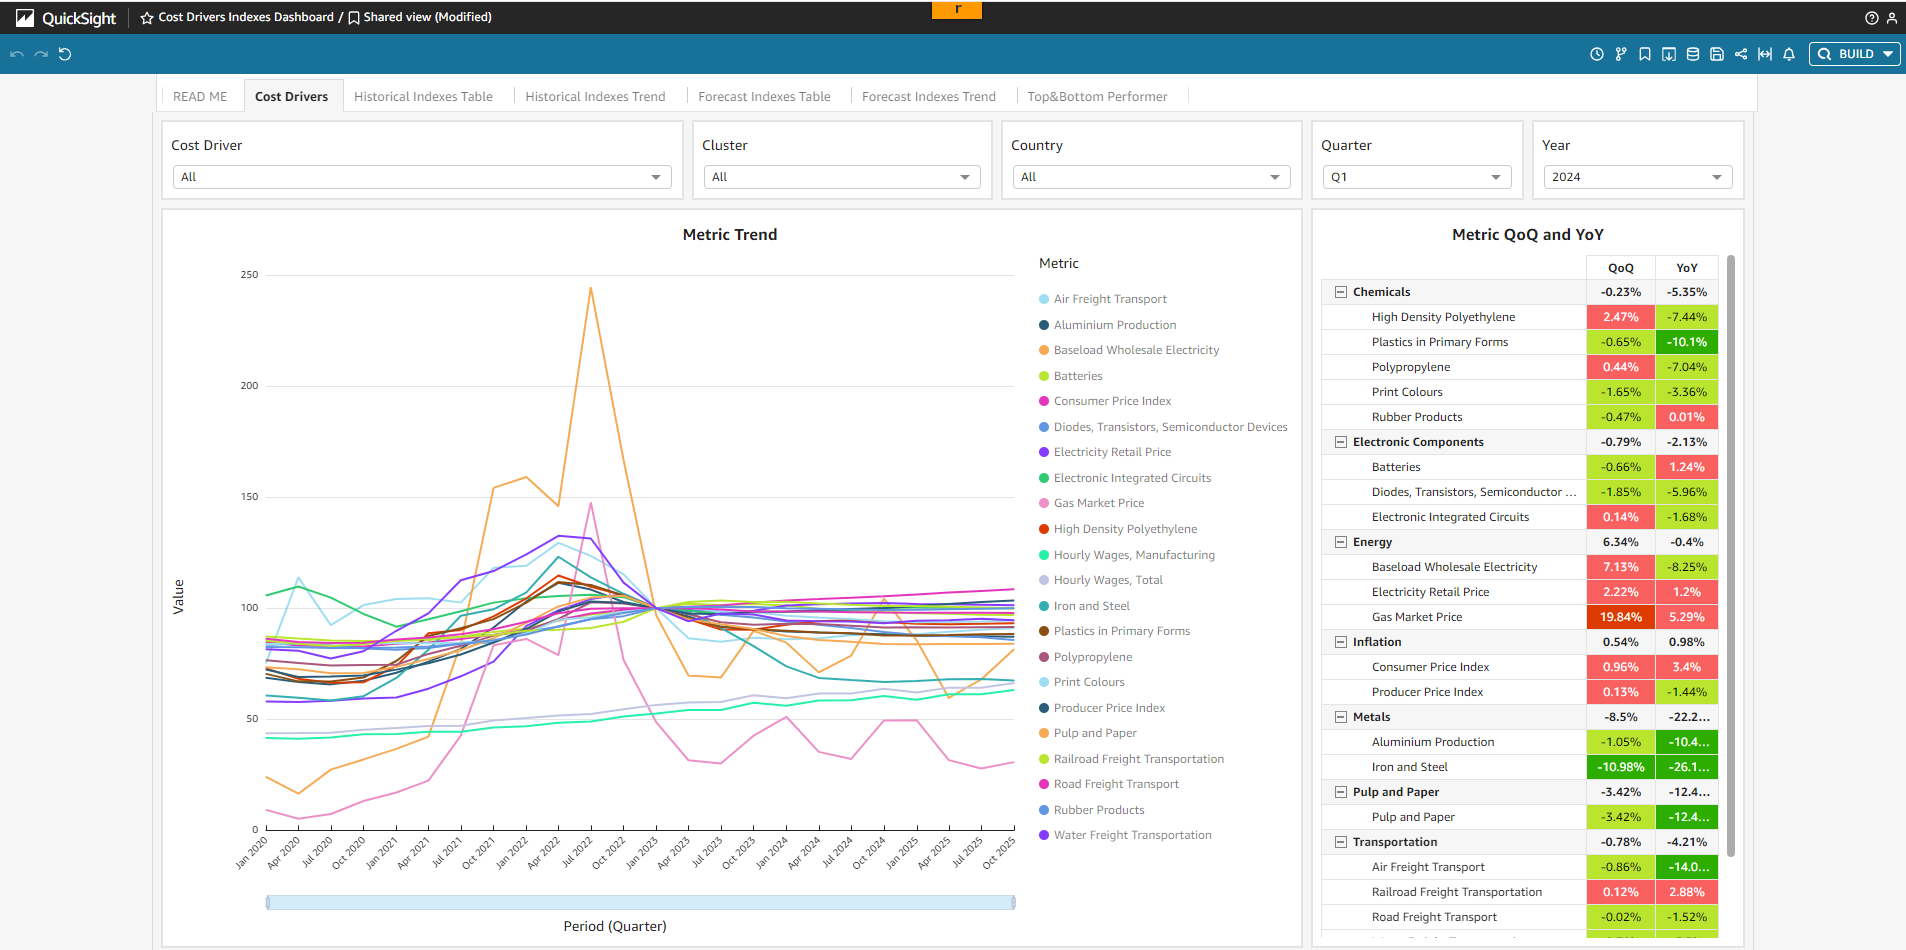 QuickSight Cost Drivers Indexes Dashboard / Shared view (Modified)
r
BUILD
READ ME Cost Drivers Historical Indexes Table Historical Indexes Trend Forecast Indexes Table Forecast Indexes Trend Top&Bottom Performer
Cost Driver
All
Cluster
All
Country
All
Quarter
Q1
Year
2024
Metric Trend
Value
250
200
150
100
50
0
Jan 2020
Apr 2020
Jul 2020
Oct 2020
Jan 2021
Apr 2021
Jul 2021
Oct 2021
Jan 2022
Apr 2022
Jul 2022
Oct 2022
Jan 2023
Apr 2023
Jul 2023
Oct 2023
Jan 2024
Apr 2024
Jul 2024
Oct 2024
Jan 2025
Apr 2025
Jul 2025
Oct 2025
Period (Quarter)
Metric
Air Freight Transport
Aluminium Production
Baseload Wholesale Electricity
Batteries
Consumer Price Index
Diodes, Transistors, Semiconductor Devices
Electricity Retail Price
Electronic Integrated Circuits
Gas Market Price
High Density Polyethylene
Hourly Wages, Manufacturing
Hourly Wages, Total
Iron and Steel
Plastics in Primary Forms
Polypropylene
Print Colours
Producer Price Index
Pulp and Paper
Railroad Freight Transportation
Road Freight Transport
Rubber Products
Water Freight Transportation
Metric QoQ and YoY
QoQ YoY
Chemicals -0.23% -5.35%
High Density Polyethylene 2.47% -7.44%
Plastics in Primary Forms -0.65% -10.1%
Polypropylene 0.44% -7.04%
Print Colours -1.65% -3.36%
Rubber Products -0.47% 0.01%
Electronic Components -0.79% -2.13%
Batteries -0.66% 1.24%
Diodes, Transistors, Semiconductor ... -1.85% -5.96%
Electronic Integrated Circuits 0.14% -1.68%
Energy 6.34% -0.4%
Baseload Wholesale Electricity 7.13% -8.25%
Electricity Retail Price 2.22% 1.2%
Gas Market Price 19.84% 5.29%
Inflation 0.54% 0.98%
Consumer Price Index 0.96% 3.4%
Producer Price Index 0.13% -1.44%
Metals -8.5% -22.2...
Aluminium Production -1.05% -10.4...
Iron and Steel -10.98% -26.1...
Pulp and Paper -3.42% -12.4...
Pulp and Paper -3.42% -12.4...
Transportation -0.78% -4.21%
Air Freight Transport -0.86% -14.0...
Railroad Freight Transportation 0.12% 2.88%
Road Freight Transport -0.02% -1.52%